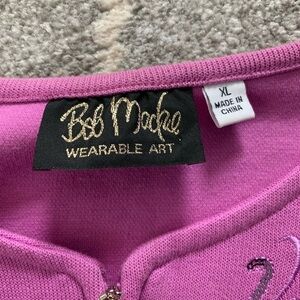 Bob Mackie
WEARABLE ART
XL
MADE IN
CHINA